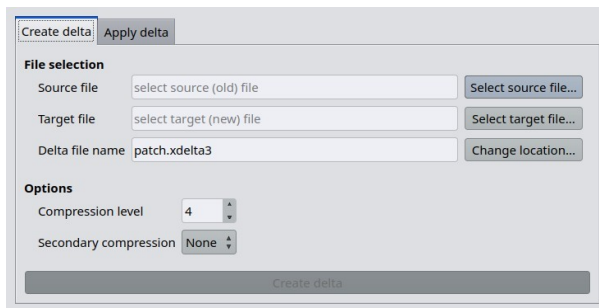 Create delta Apply delta
File selection
Source file select source (old) file Select source file...
Target file select target (new) file Select target file...
Delta file name patch.xdelta3 Change location...
Options
Compression level 4
Secondary compression None
Create delta